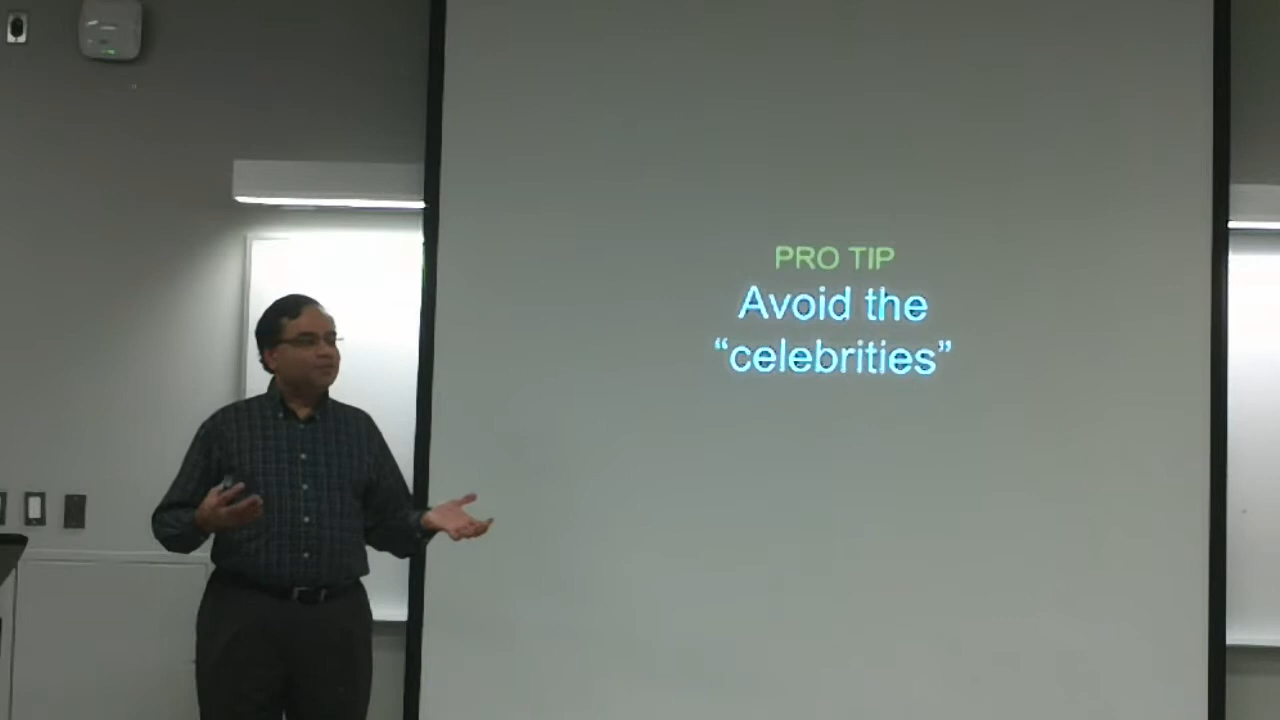 PRO TIP
Avoid the
“celebrities”